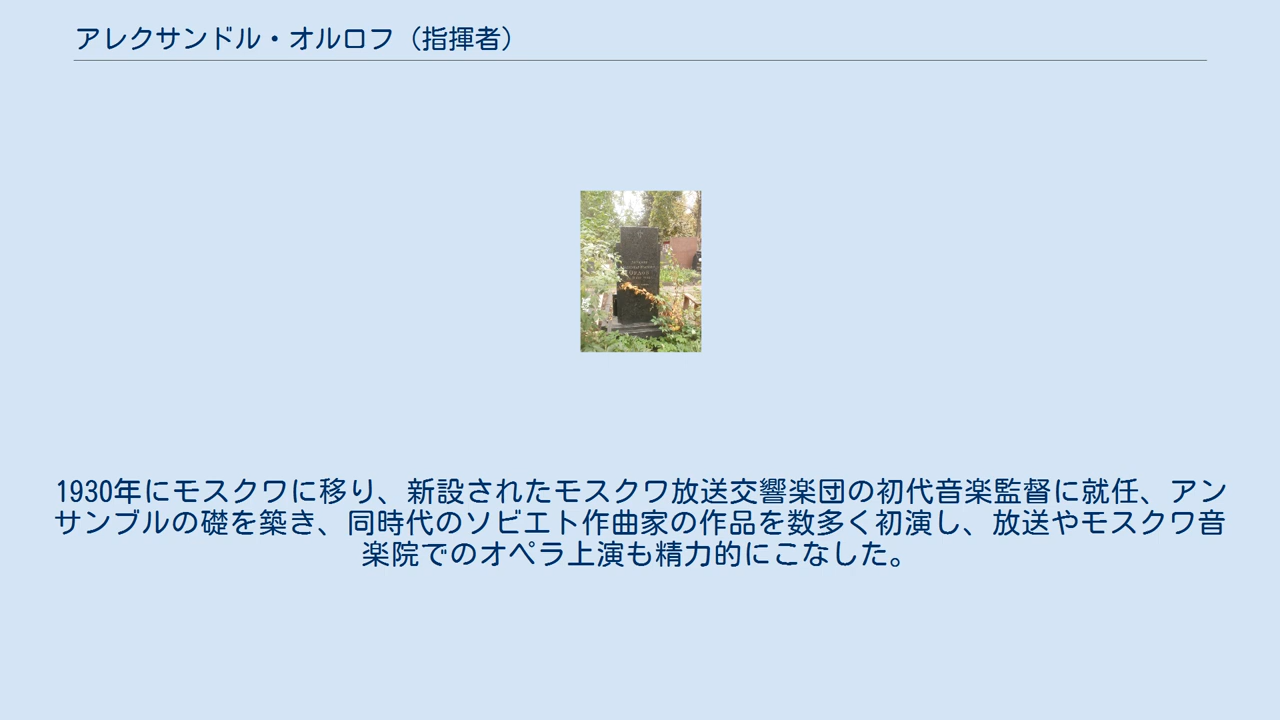 アレクサンドル・オルロフ（指揮者）
1930年にモスクワに移り、新設されたモスクワ放送交響楽団の初代音楽監督に就任、アン
サンブルの礎を築き、同時代のソビエト作曲家の作品を数多く初演し、放送やモスクワ音
楽院でのオペラ上演も精力的にこなした。